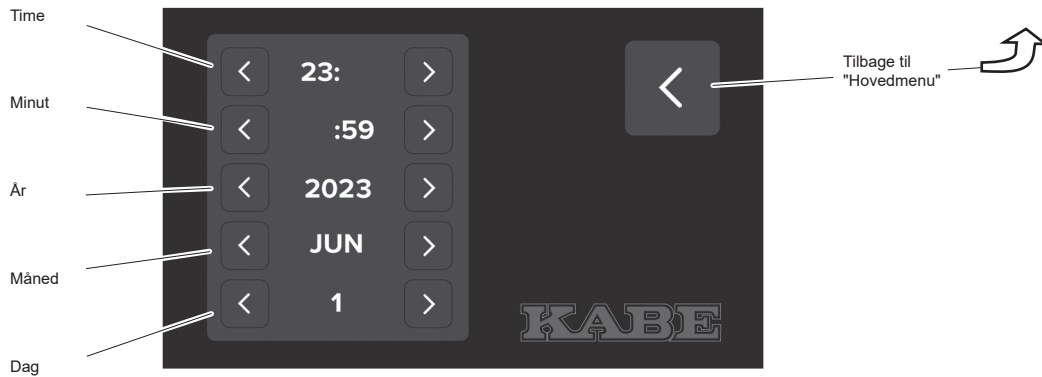 Time
Minut
År
Måned
Dag
23:
:59
2023
JUN
1
KABE
Tilbage til
"Hovedmenu"